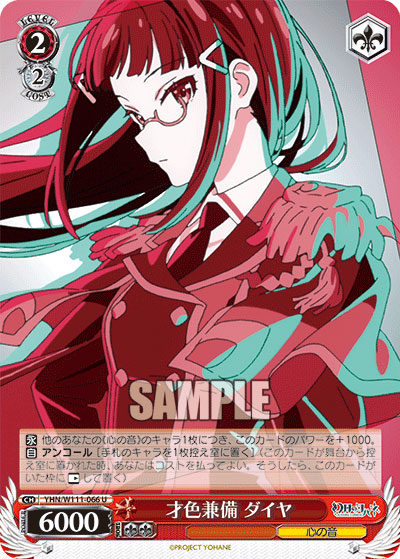 LEVEL
2
2
COST
SAMPLE
永 他のあなたの《心の音》のキャラ1枚につき、このカードのパワーを+1000。
自 アンコール [手札のキャラを1枚控え室に置く] (このカードが舞台から
控え室に置かれた時、あなたはコストを払ってよい。そうしたら、このカードが
いた枠に レストして置く)
CH YHN/W111-066 U
POWER
6000
才色兼備 ダイヤ
心の音
©PROJECT YOHANE